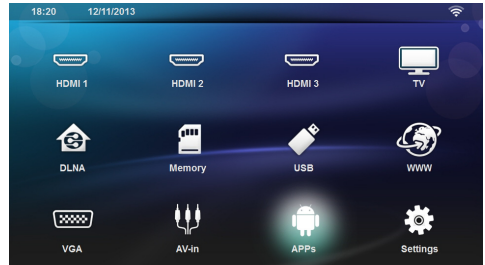 18:20 12/11/2013
HDMI 1 HDMI 2 HDMI 3 TV
DLNA Memory USB WWW
VGA AV-in APPs Settings